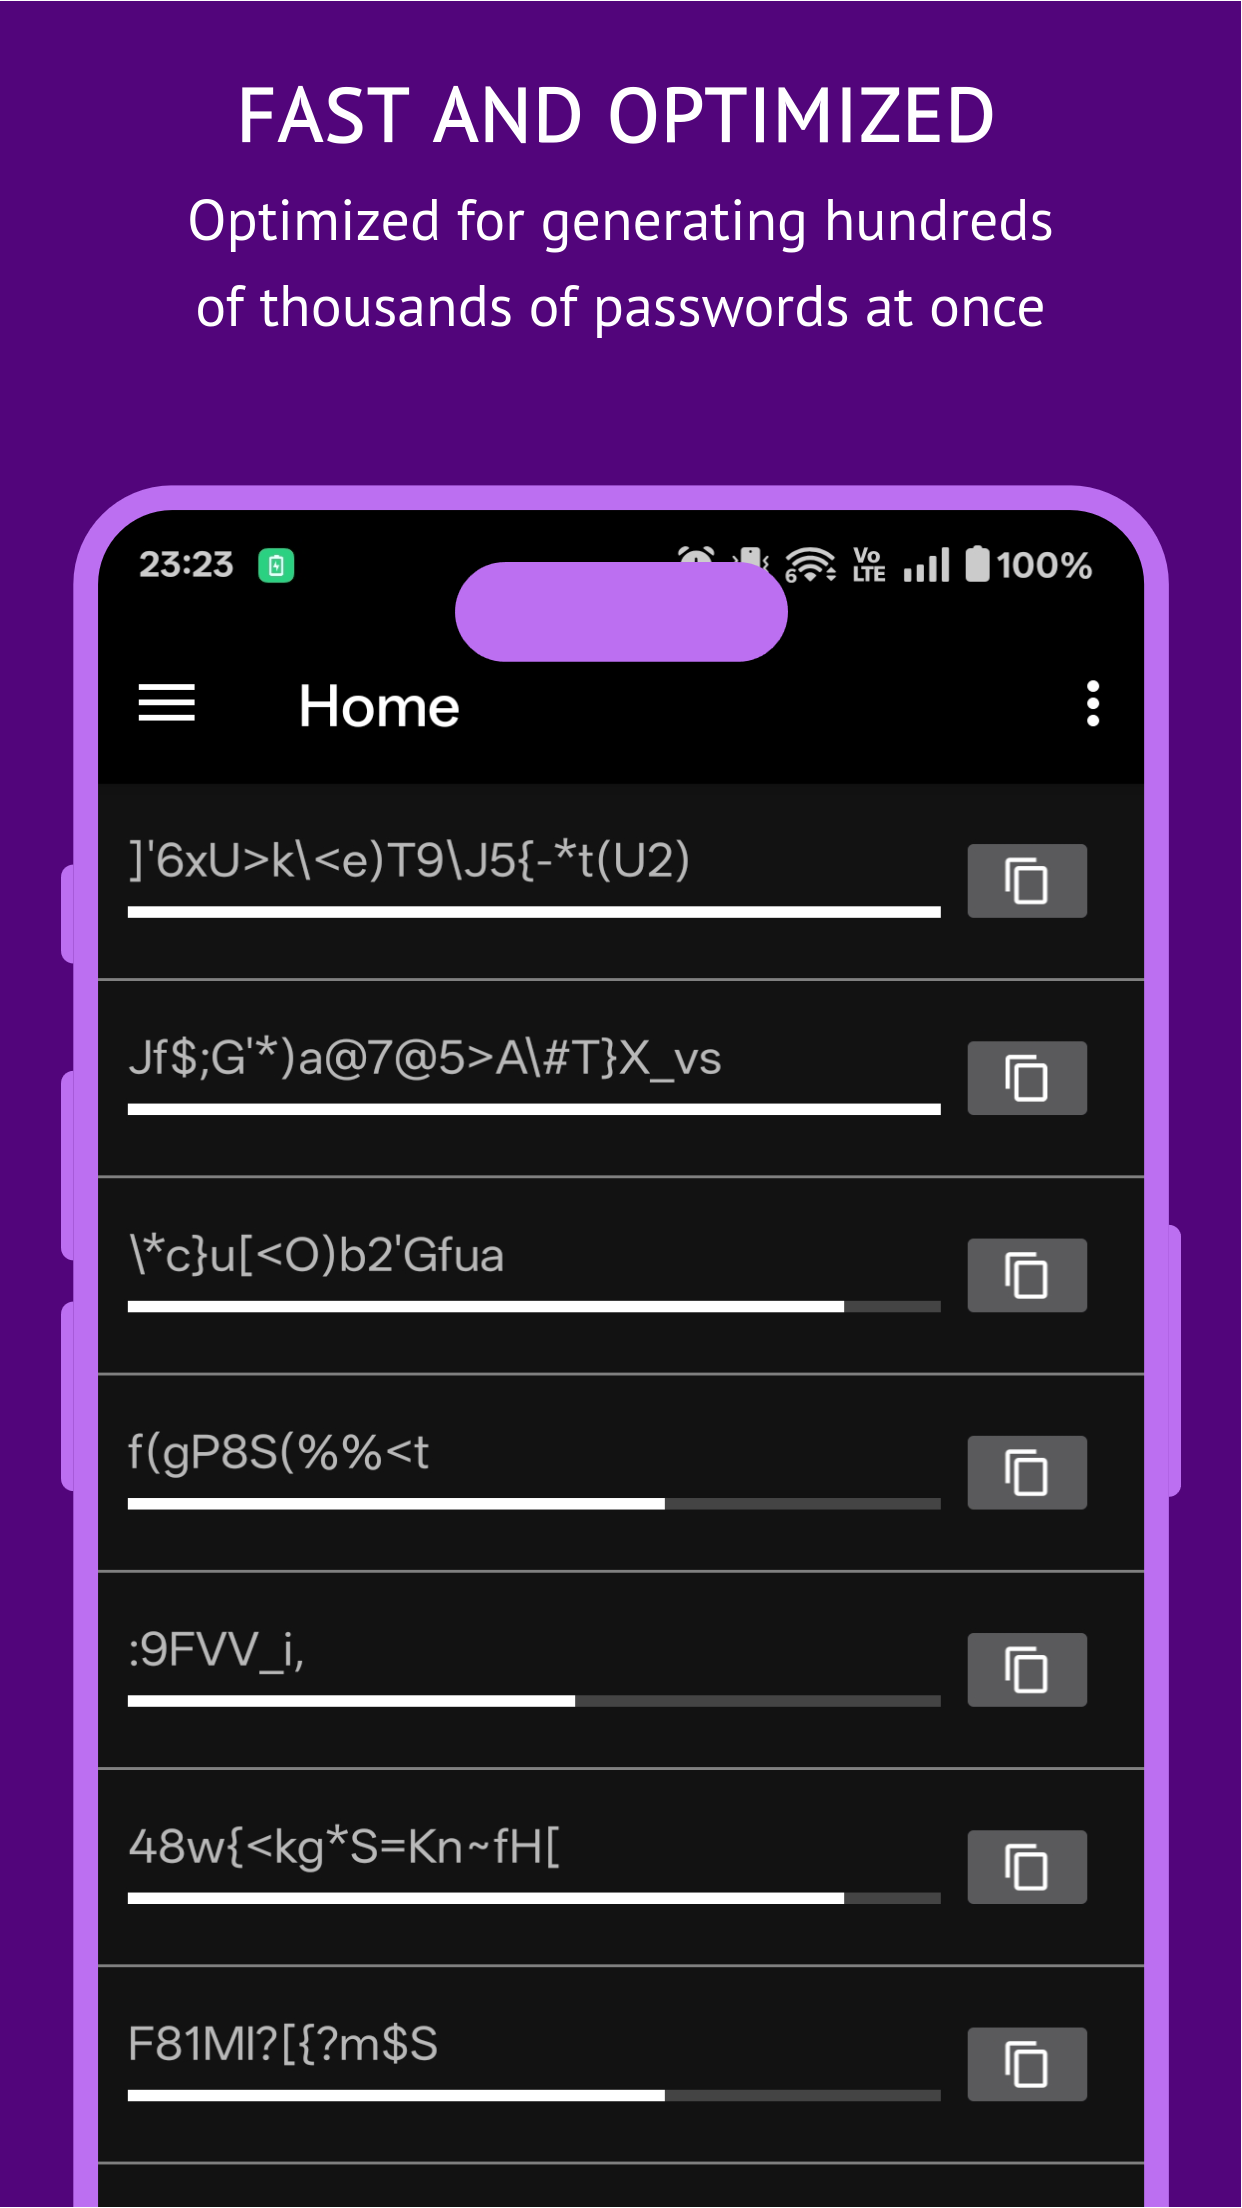 FAST AND OPTIMIZED
Optimized for generating hundreds
of thousands of passwords at once
23:23
6
Vo
LTE
100%
Home
]'6xU>k\<e)T9\J5{-*t(U2)
Jf$;G'*)a@7@5>A\#T}X_vs
\*c}u[<O)b2'Gfua
f(gP8S(%%<t
:9FVV_i,
48w{<kg*S=Kn~fH[
F81MI?[{?m$S